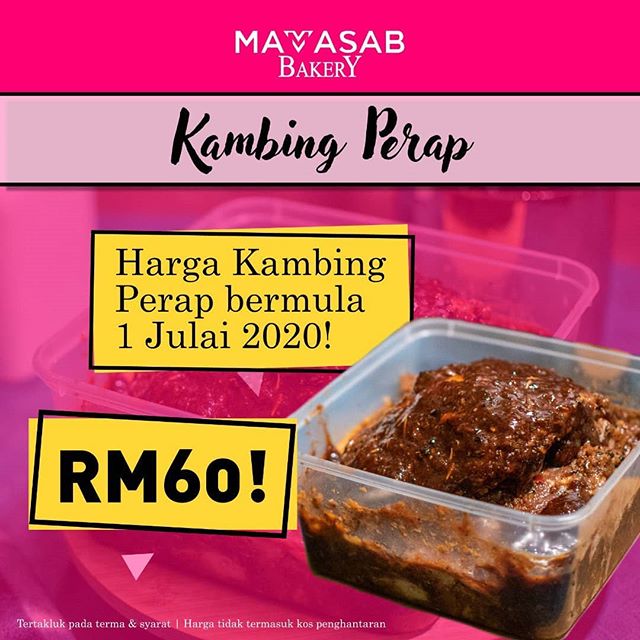 MAVASAB
BAKERY
Kambing Perap
Harga Kambing
Perap bermula
1 Julai 2020!
RM60!
Tertakluk pada terma & syarat | Harga tidak termasuk kos penghantaran